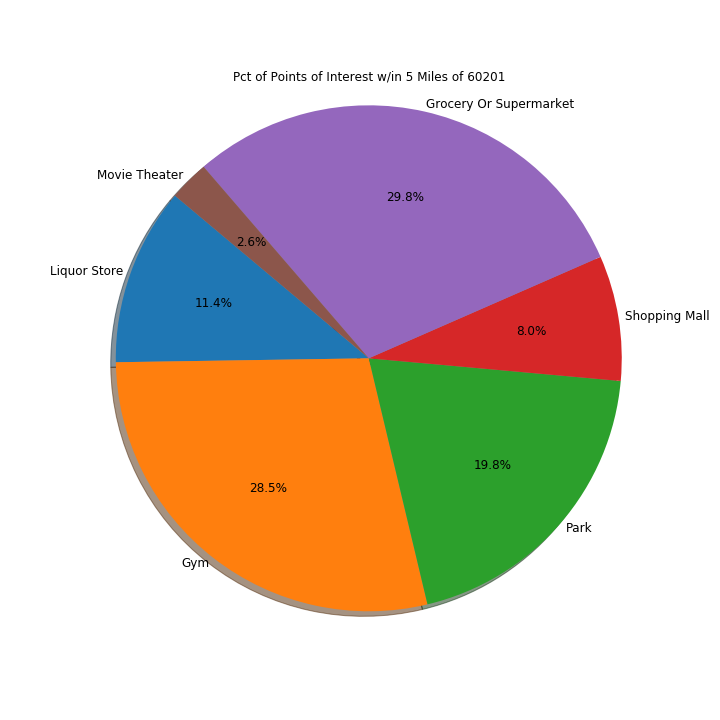 Pct of Points of Interest w/in 5 Miles of 60201
Grocery Or Supermarket
Movie Theater
29.8%
2.6%
Liquor Store
11.4%
Shopping Mall
8.0%
19.8%
28.5%
Park
Gym